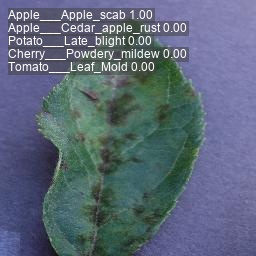 Apple___Apple_scab 1.00
Apple___Cedar_apple_rust 0.00
Potato___Late_blight 0.00
Cherry___Powdery_mildew 0.00
Tomato___Leaf_Mold 0.00